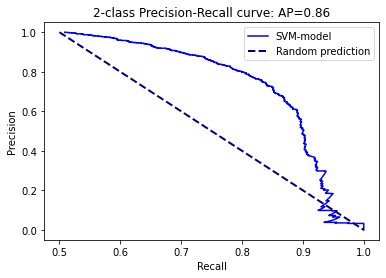 2-class Precision-Recall curve: AP=0.86
SVM-model
Random prediction
Precision
1.0
0.8
0.6
0.4
0.2
0.0
0.5
0.6
0.7
0.8
0.9
1.0
Recall